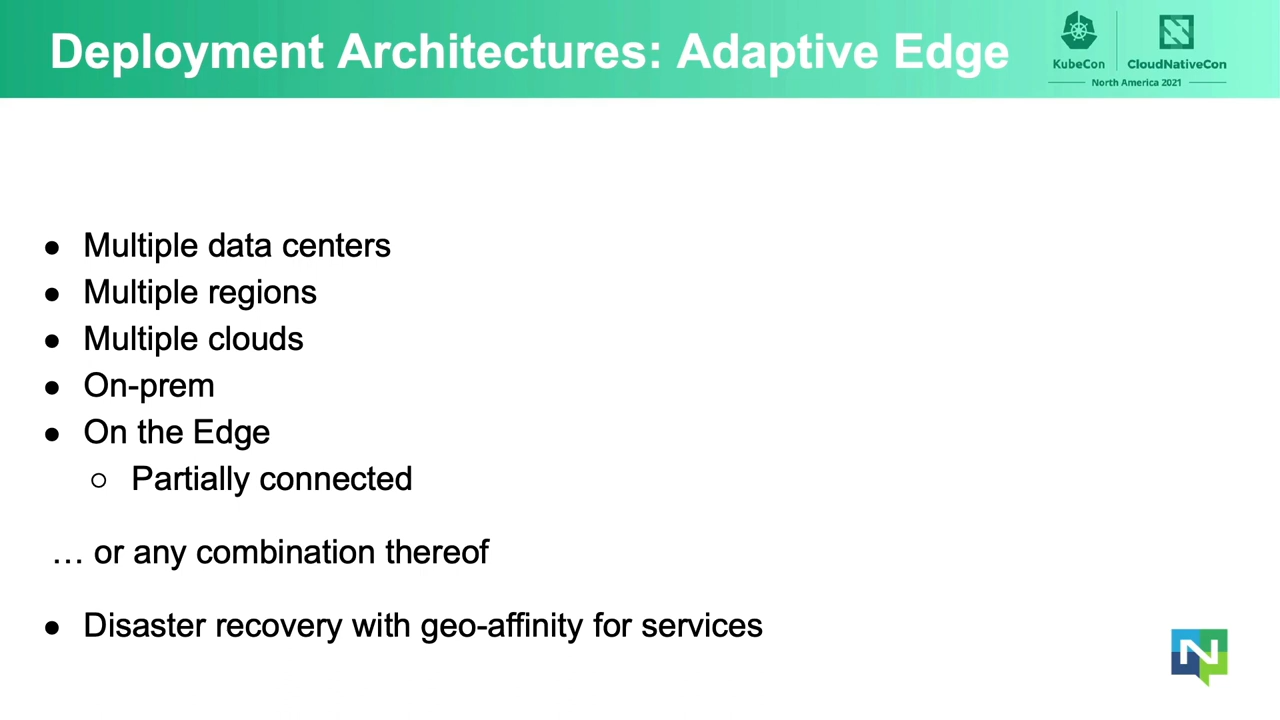 Deployment Architectures: Adaptive Edge
KubeCon
CloudNativeCon
North America 2021
● Multiple data centers
● Multiple regions
● Multiple clouds
● On-prem
● On the Edge
○ Partially connected
… or any combination thereof
● Disaster recovery with geo-affinity for services
N